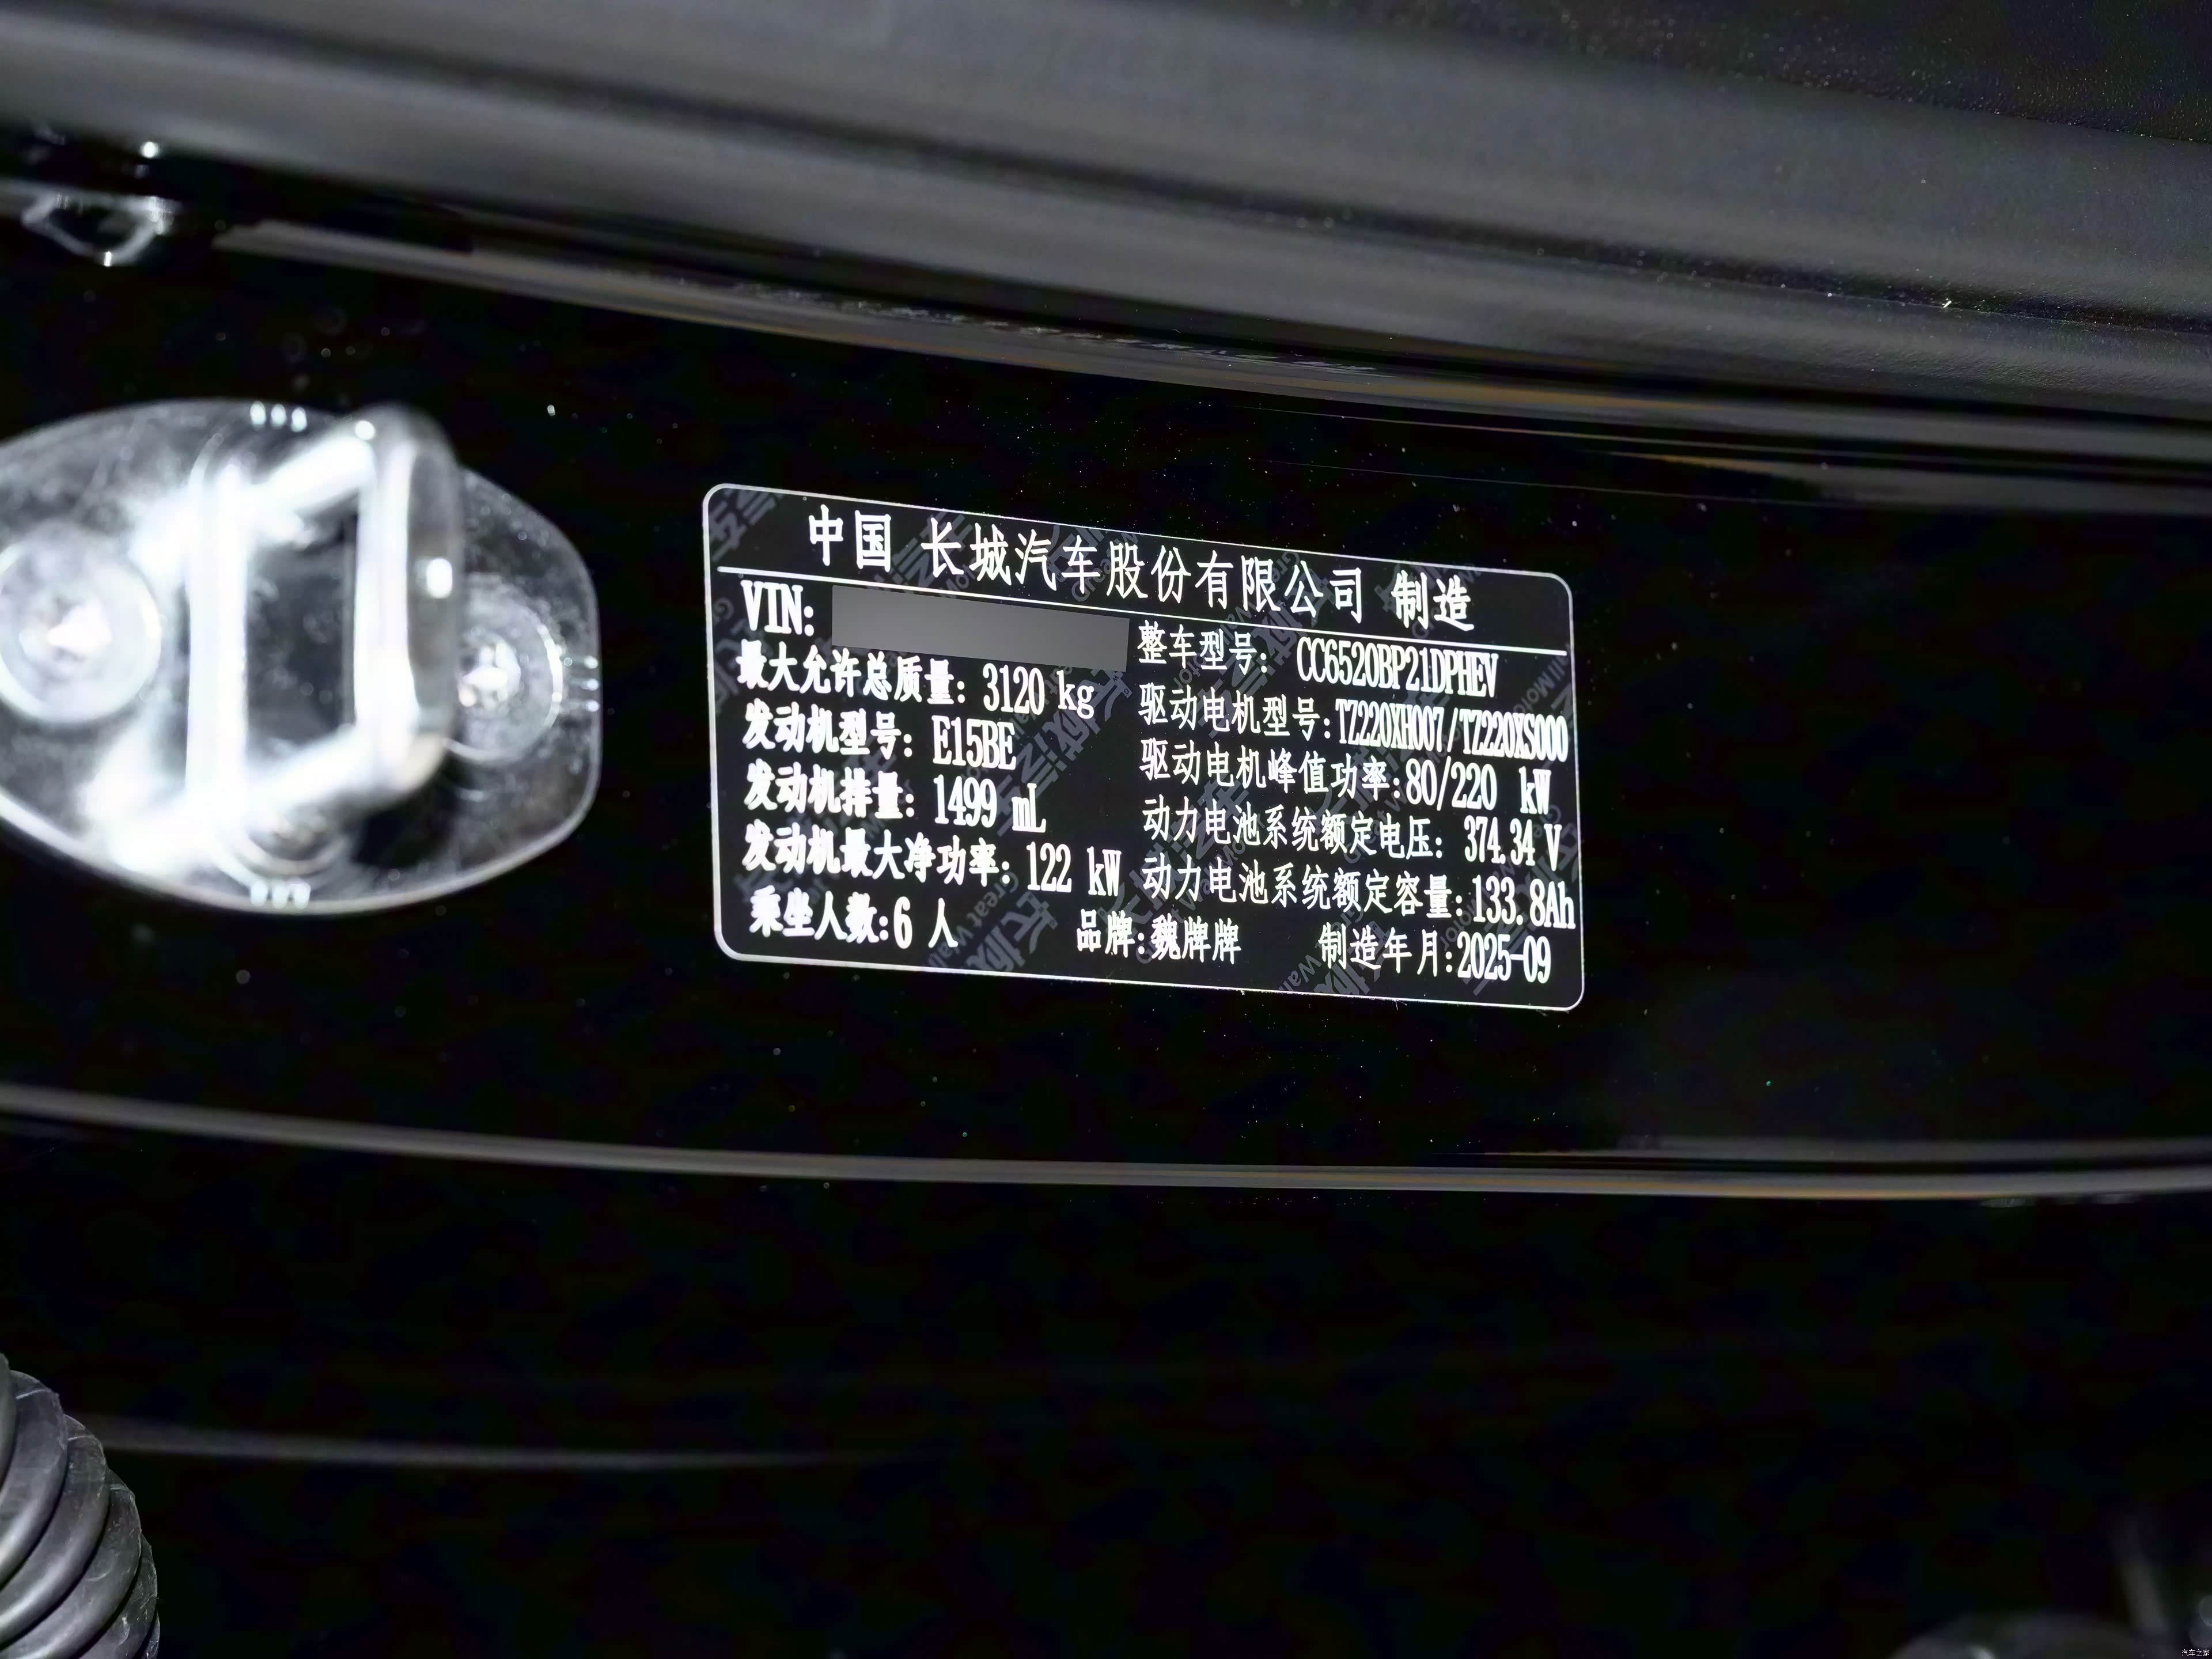 中国 长城汽车股份有限公司 制造
VIN:
整车型号: CC6520BP21DPHEV
最大允许总质量: 3120 kg
驱动电机型号:TZ220XH007/TZ220XS000
发动机型号: E15BE
驱动电机峰值功率:80/220 kW
发动机排量: 1499 mL
动力电池系统额定电压: 374.34 V
发动机最大净功率: 122 kW
动力电池系统额定容量:133.8Ah
乘坐人数:6 人 品牌:魏牌牌 制造年月:2025-09
汽车之家